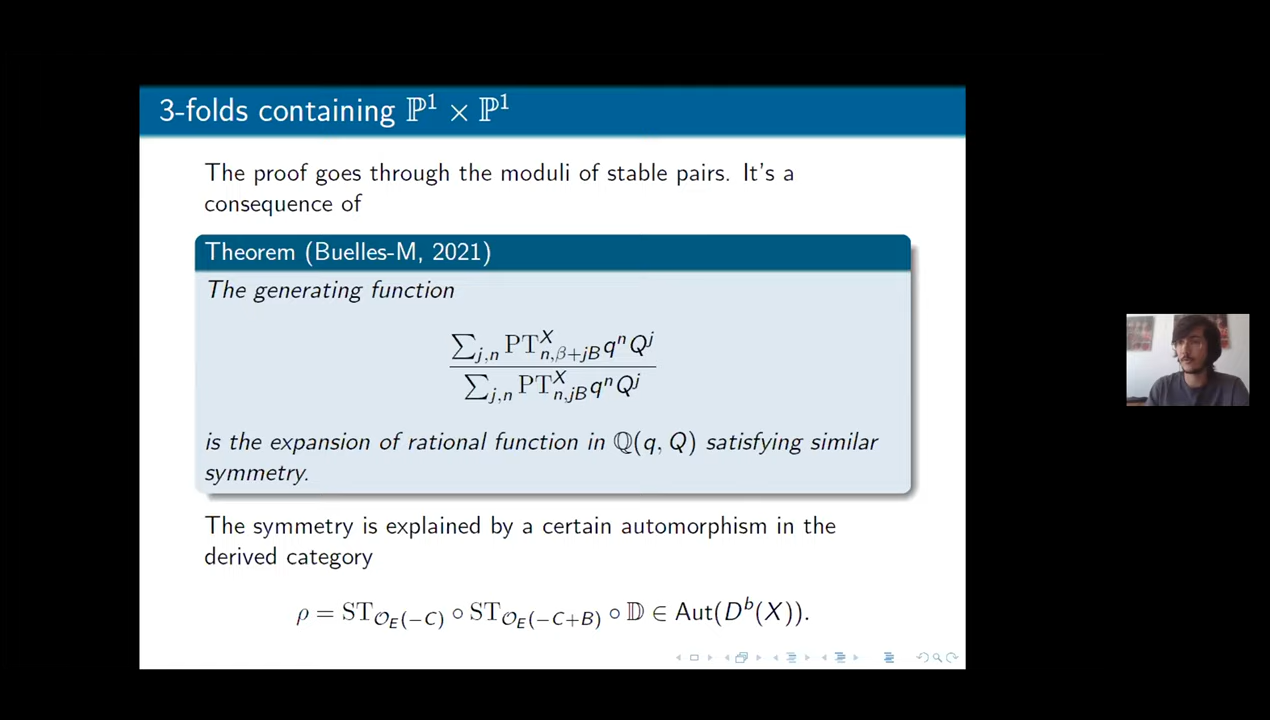 3-folds containing ℙ¹ × ℙ¹
The proof goes through the moduli of stable pairs. It's a
consequence of
Theorem (Buelles-M, 2021)
The generating function
∑_{j,n} PT^X_{n,β+jB} q^n Q^j
∑_{j,n} PT^X_{n,jB} q^n Q^j
is the expansion of rational function in ℚ(q, Q) satisfying similar
symmetry.
The symmetry is explained by a certain automorphism in the
derived category
ρ = ST_{𝒪_E(−C)} ∘ ST_{𝒪_E(−C+B)} ∘ 𝔻 ∈ Aut(D^b(X)).